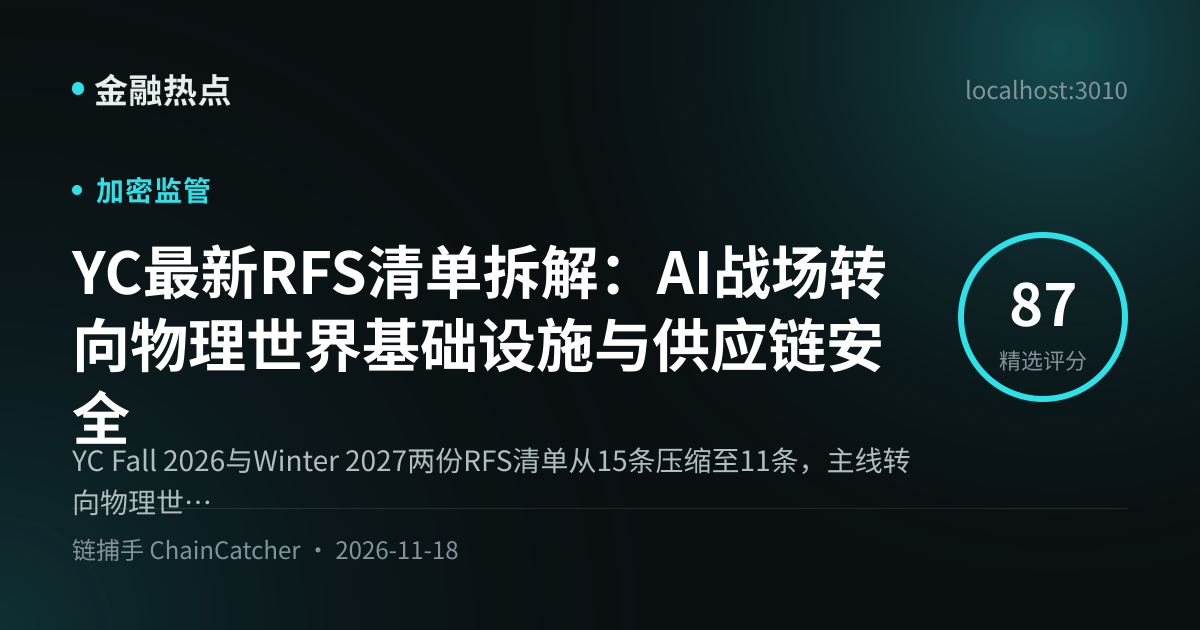 金融热点
localhost:3010
加密监管
YC最新RFS清单拆解：AI战场转
向物理世界基础设施与供应链安
全
87
精选评分
YC Fall 2026与Winter 2027两份RFS清单从15条压缩至11条，主线转
向物理世…
链捕手 ChainCatcher · 2026-11-18